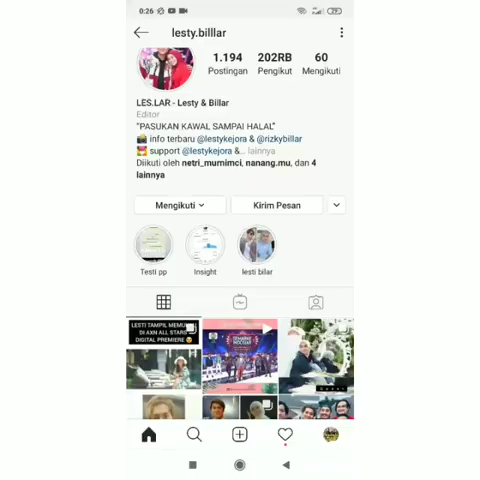 0:26
29
lesty.billlar
1.194 202RB 60
Postingan Pengikut Mengikuti
LES.LAR - Lesty & Billar
Editor
"PASUKAN KAWAL SAMPAI HALAL"
info terbaru @lestykejora & @rizkybillar
support @lestykejora &... lainnya
Diikuti oleh netri_murnimci, nanang.mu, dan 4
lainnya
Mengikuti Kirim Pesan
Testi pp Insight lesti bilar
LESTI TAMPIL MEMU
DI AXN ALL STARS
DIGITAL PREMIERE